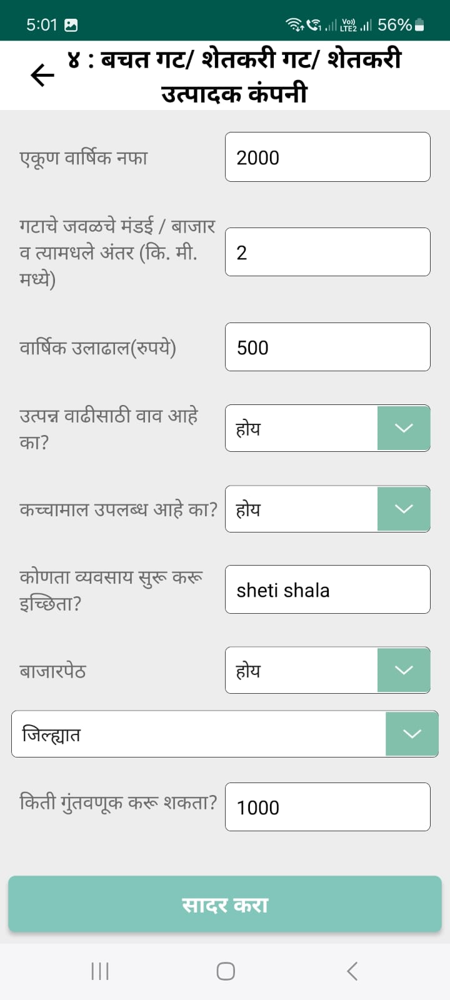 5:01
Vo)) LTE2 56%
४ : बचत गट/ शेतकरी गट/ शेतकरी
उत्पादक कंपनी
एकूण वार्षिक नफा
2000
गटाचे जवळचे मंडई / बाजार
व त्यामधले अंतर (कि. मी.
मध्ये)
2
वार्षिक उलाढाल(रुपये)
500
उत्पन्न वाढीसाठी वाव आहे
का?
होय
कच्चामाल उपलब्ध आहे का?
होय
कोणता व्यवसाय सुरू करू
इच्छिता?
sheti shala
बाजारपेठ
होय
जिल्ह्यात
किती गुंतवणूक करू शकता?
1000
सादर करा